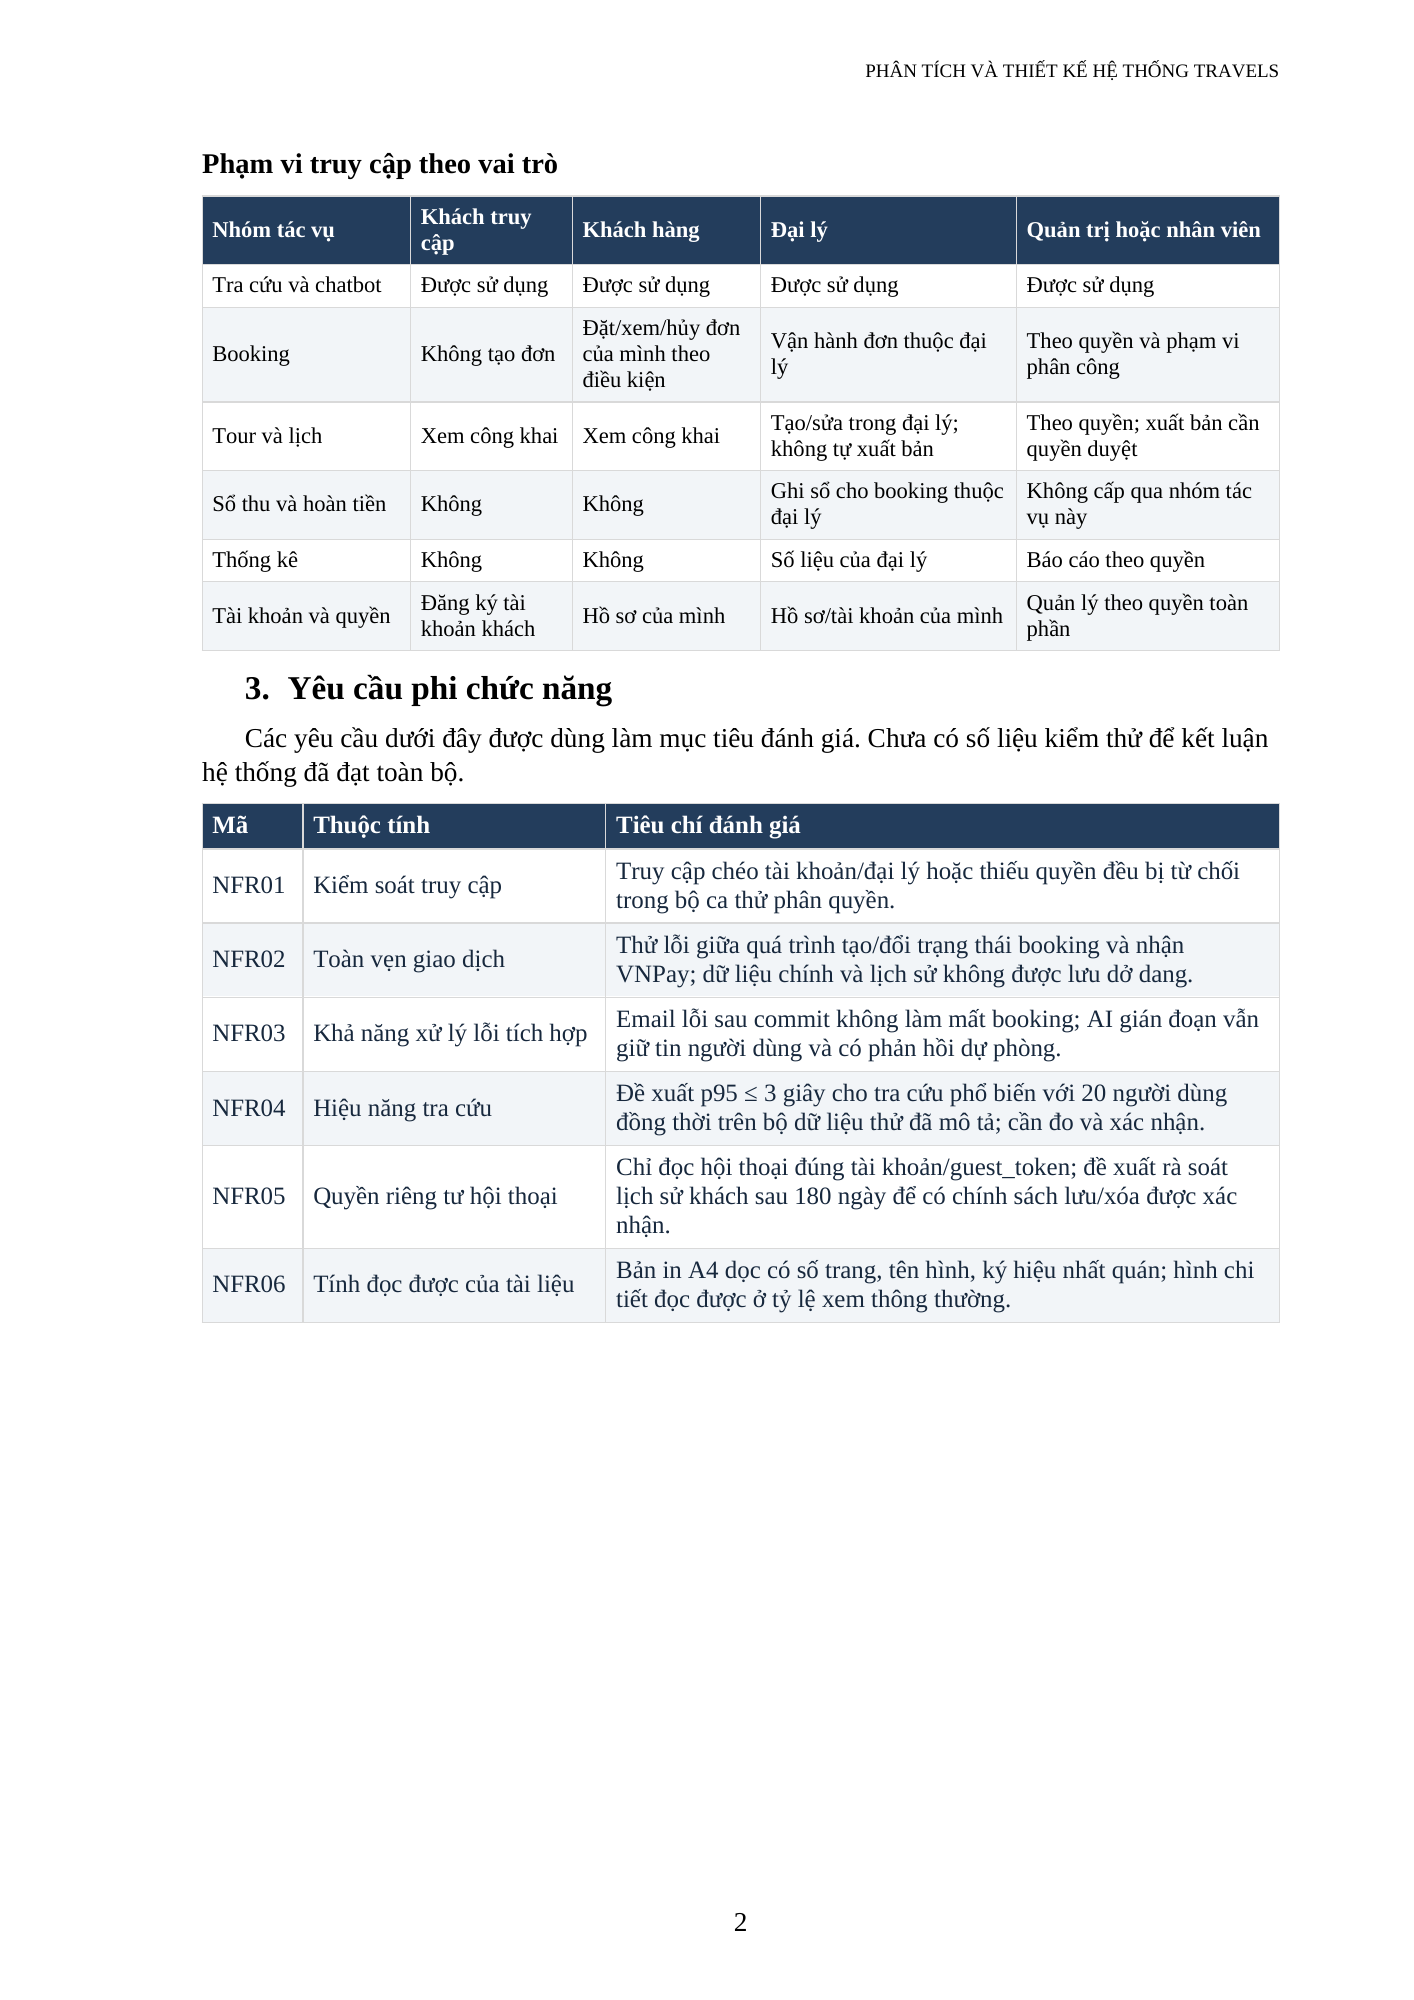 PHÂN TÍCH VÀ THIẾT KẾ HỆ THỐNG TRAVELS
Phạm vi truy cập theo vai trò
Nhóm tác vụ
Khách truy
cập
Khách hàng
Đại lý
Quản trị hoặc nhân viên
Tra cứu và chatbot
Được sử dụng
Được sử dụng
Được sử dụng
Được sử dụng
Booking
Không tạo đơn
Đặt/xem/hủy đơn
của mình theo
điều kiện
Vận hành đơn thuộc đại
lý
Theo quyền và phạm vi
phân công
Tour và lịch
Xem công khai
Xem công khai
Tạo/sửa trong đại lý;
không tự xuất bản
Theo quyền; xuất bản cần
quyền duyệt
Sổ thu và hoàn tiền
Không
Không
Ghi sổ cho booking thuộc
đại lý
Không cấp qua nhóm tác
vụ này
Thống kê
Không
Không
Số liệu của đại lý
Báo cáo theo quyền
Tài khoản và quyền
Đăng ký tài
khoản khách
Hồ sơ của mình
Hồ sơ/tài khoản của mình
Quản lý theo quyền toàn
phần
3. Yêu cầu phi chức năng
Các yêu cầu dưới đây được dùng làm mục tiêu đánh giá. Chưa có số liệu kiểm thử để kết luận
hệ thống đã đạt toàn bộ.
Mã
Thuộc tính
Tiêu chí đánh giá
NFR01
Kiểm soát truy cập
Truy cập chéo tài khoản/đại lý hoặc thiếu quyền đều bị từ chối
trong bộ ca thử phân quyền.
NFR02
Toàn vẹn giao dịch
Thử lỗi giữa quá trình tạo/đổi trạng thái booking và nhận
VNPay; dữ liệu chính và lịch sử không được lưu dở dang.
NFR03
Khả năng xử lý lỗi tích hợp
Email lỗi sau commit không làm mất booking; AI gián đoạn vẫn
giữ tin người dùng và có phản hồi dự phòng.
NFR04
Hiệu năng tra cứu
Đề xuất p95 ≤ 3 giây cho tra cứu phổ biến với 20 người dùng
đồng thời trên bộ dữ liệu thử đã mô tả; cần đo và xác nhận.
NFR05
Quyền riêng tư hội thoại
Chỉ đọc hội thoại đúng tài khoản/guest_token; đề xuất rà soát
lịch sử khách sau 180 ngày để có chính sách lưu/xóa được xác
nhận.
NFR06
Tính đọc được của tài liệu
Bản in A4 dọc có số trang, tên hình, ký hiệu nhất quán; hình chi
tiết đọc được ở tỷ lệ xem thông thường.
2